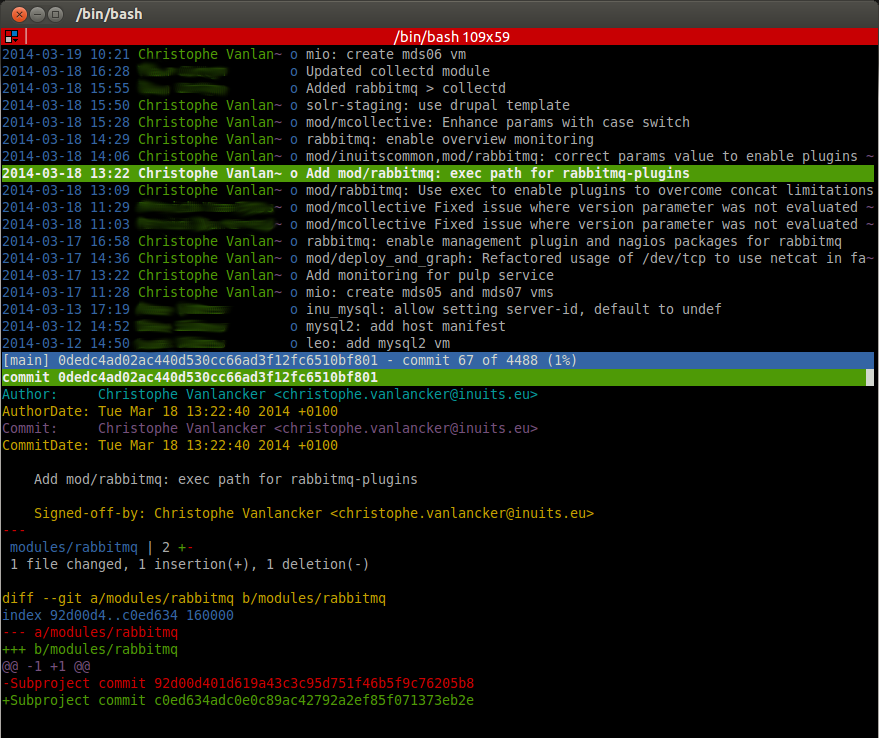 /bin/bash
/bin/bash 109x59
2014-03-19 10:21 Christophe Vanlan~ o mio: create mds06 vm
2014-03-18 16:28 o Updated collectd module
2014-03-18 15:55 o Added rabbitmq > collectd
2014-03-18 15:50 Christophe Vanlan~ o solr-staging: use drupal template
2014-03-18 15:28 Christophe Vanlan~ o mod/mcollective: Enhance params with case switch
2014-03-18 14:29 Christophe Vanlan~ o rabbitmq: enable overview monitoring
2014-03-18 14:06 Christophe Vanlan~ o mod/inuitscommon,mod/rabbitmq: correct params value to enable plugins ~
2014-03-18 13:22 Christophe Vanlan~ o Add mod/rabbitmq: exec path for rabbitmq-plugins
2014-03-18 13:09 Christophe Vanlan~ o mod/rabbitmq: Use exec to enable plugins to overcome concat limitations
2014-03-18 11:29 ~ o mod/mcollective Fixed issue where version parameter was not evaluated ~
2014-03-18 11:03 ~ o mod/mcollective Fixed issue where version parameter was not evaluated ~
2014-03-17 16:58 Christophe Vanlan~ o rabbitmq: enable management plugin and nagios packages for rabbitmq
2014-03-17 14:36 Christophe Vanlan~ o mod/deploy_and_graph: Refactored usage of /dev/tcp to use netcat in fa~
2014-03-17 13:22 Christophe Vanlan~ o Add monitoring for pulp service
2014-03-17 11:28 Christophe Vanlan~ o mio: create mds05 and mds07 vms
2014-03-13 17:19 o inu_mysql: allow setting server-id, default to undef
2014-03-12 14:52 o mysql2: add host manifest
2014-03-12 14:50 o leo: add mysql2 vm
[main] 0dedc4ad02ac440d530cc66ad3f12fc6510bf801 - commit 67 of 4488 (1%)
commit 0dedc4ad02ac440d530cc66ad3f12fc6510bf801
Author: Christophe Vanlancker <christophe.vanlancker@inuits.eu>
AuthorDate: Tue Mar 18 13:22:40 2014 +0100
Commit: Christophe Vanlancker <christophe.vanlancker@inuits.eu>
CommitDate: Tue Mar 18 13:22:40 2014 +0100
Add mod/rabbitmq: exec path for rabbitmq-plugins
Signed-off-by: Christophe Vanlancker <christophe.vanlancker@inuits.eu>
---
modules/rabbitmq | 2 +-
1 file changed, 1 insertion(+), 1 deletion(-)
diff --git a/modules/rabbitmq b/modules/rabbitmq
index 92d00d4..c0ed634 160000
--- a/modules/rabbitmq
+++ b/modules/rabbitmq
@@ -1 +1 @@
-Subproject commit 92d00d401d619a43c3c95d751f46b5f9c76205b8
+Subproject commit c0ed634adc0e0c89ac42792a2ef85f071373eb2e